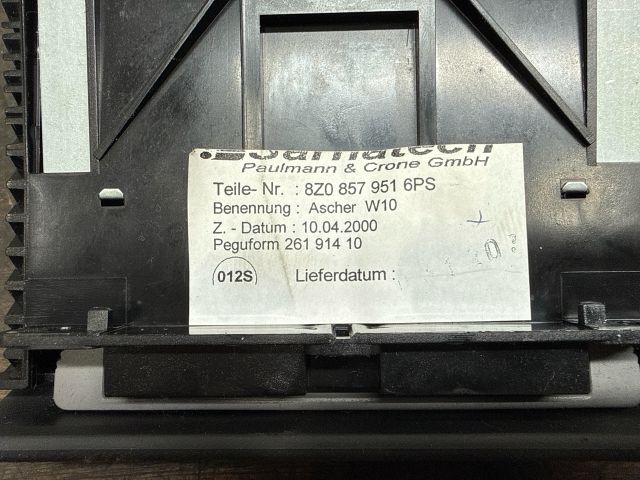 Paulmann & Crone GmbH
Teile- Nr. : 8Z0 857 951 6PS
Benennung : Ascher W10
Z. - Datum : 10.04.2000
Peguform 261 914 10
012S Lieferdatum :